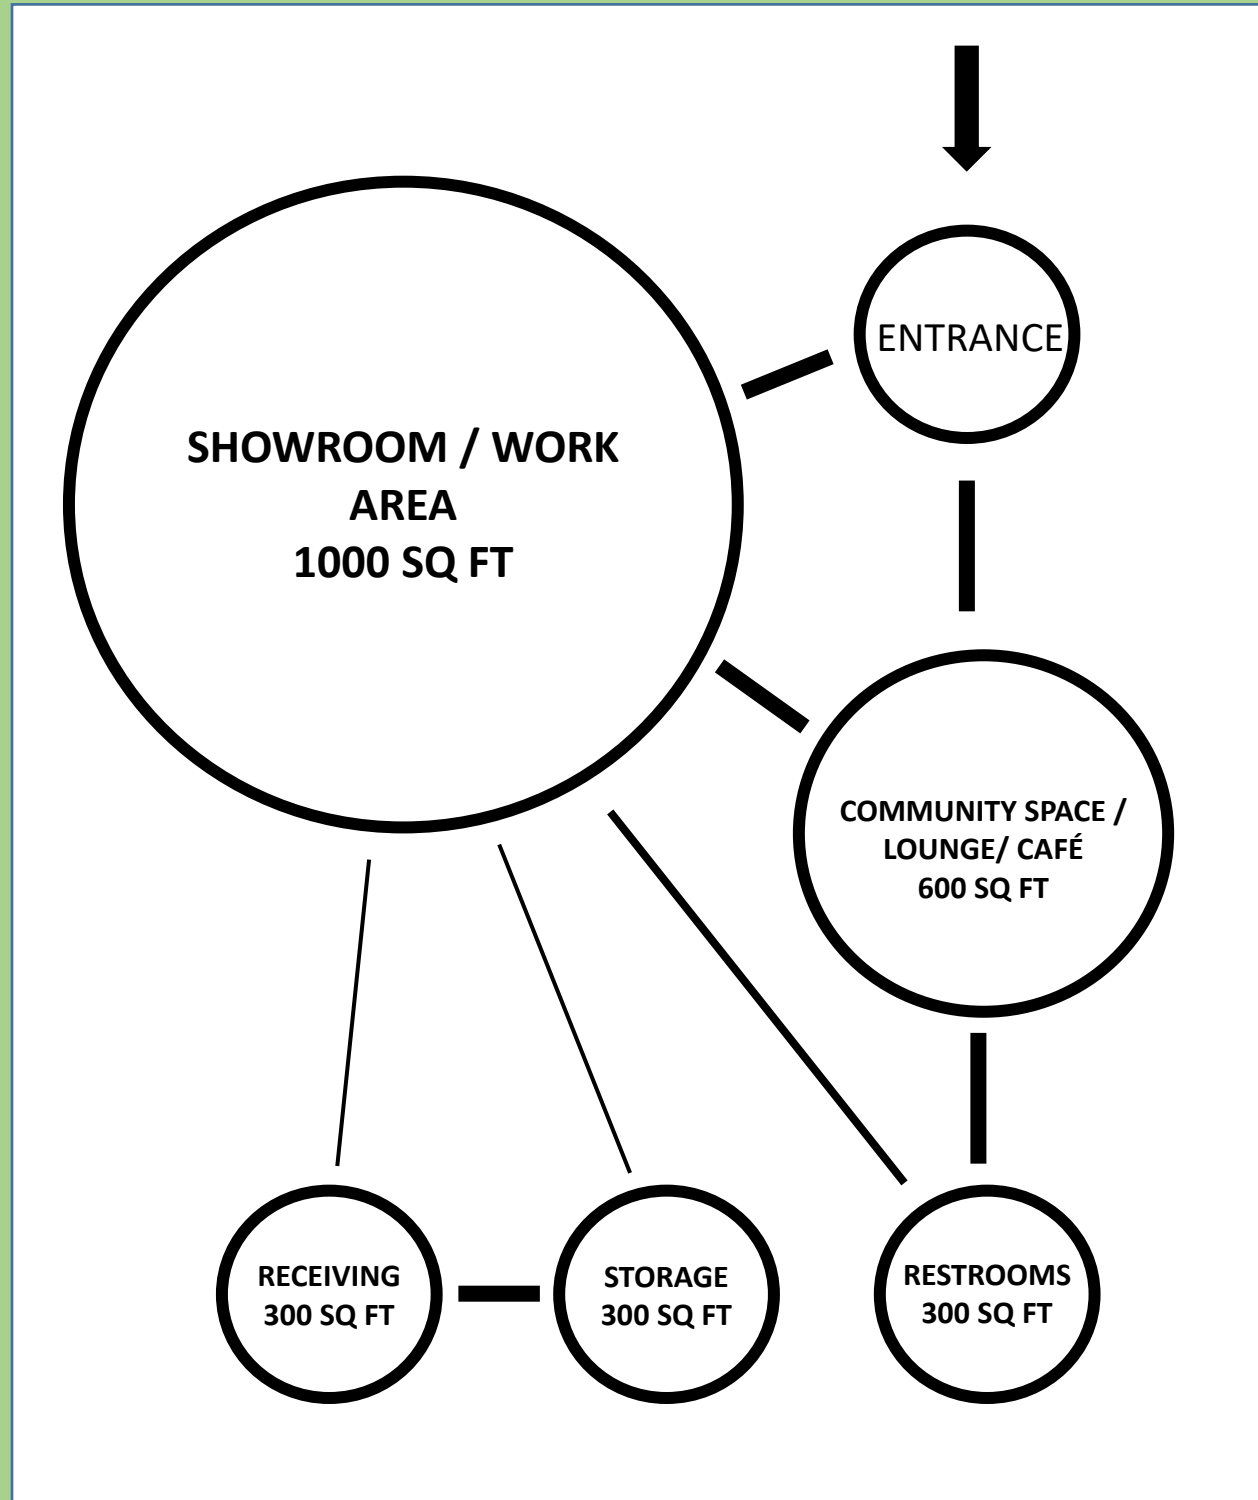 ENTRANCE
SHOWROOM / WORK
AREA
1000 SQ FT
COMMUNITY SPACE /
LOUNGE/ CAFÉ
600 SQ FT
RECEIVING
300 SQ FT
STORAGE
300 SQ FT
RESTROOMS
300 SQ FT